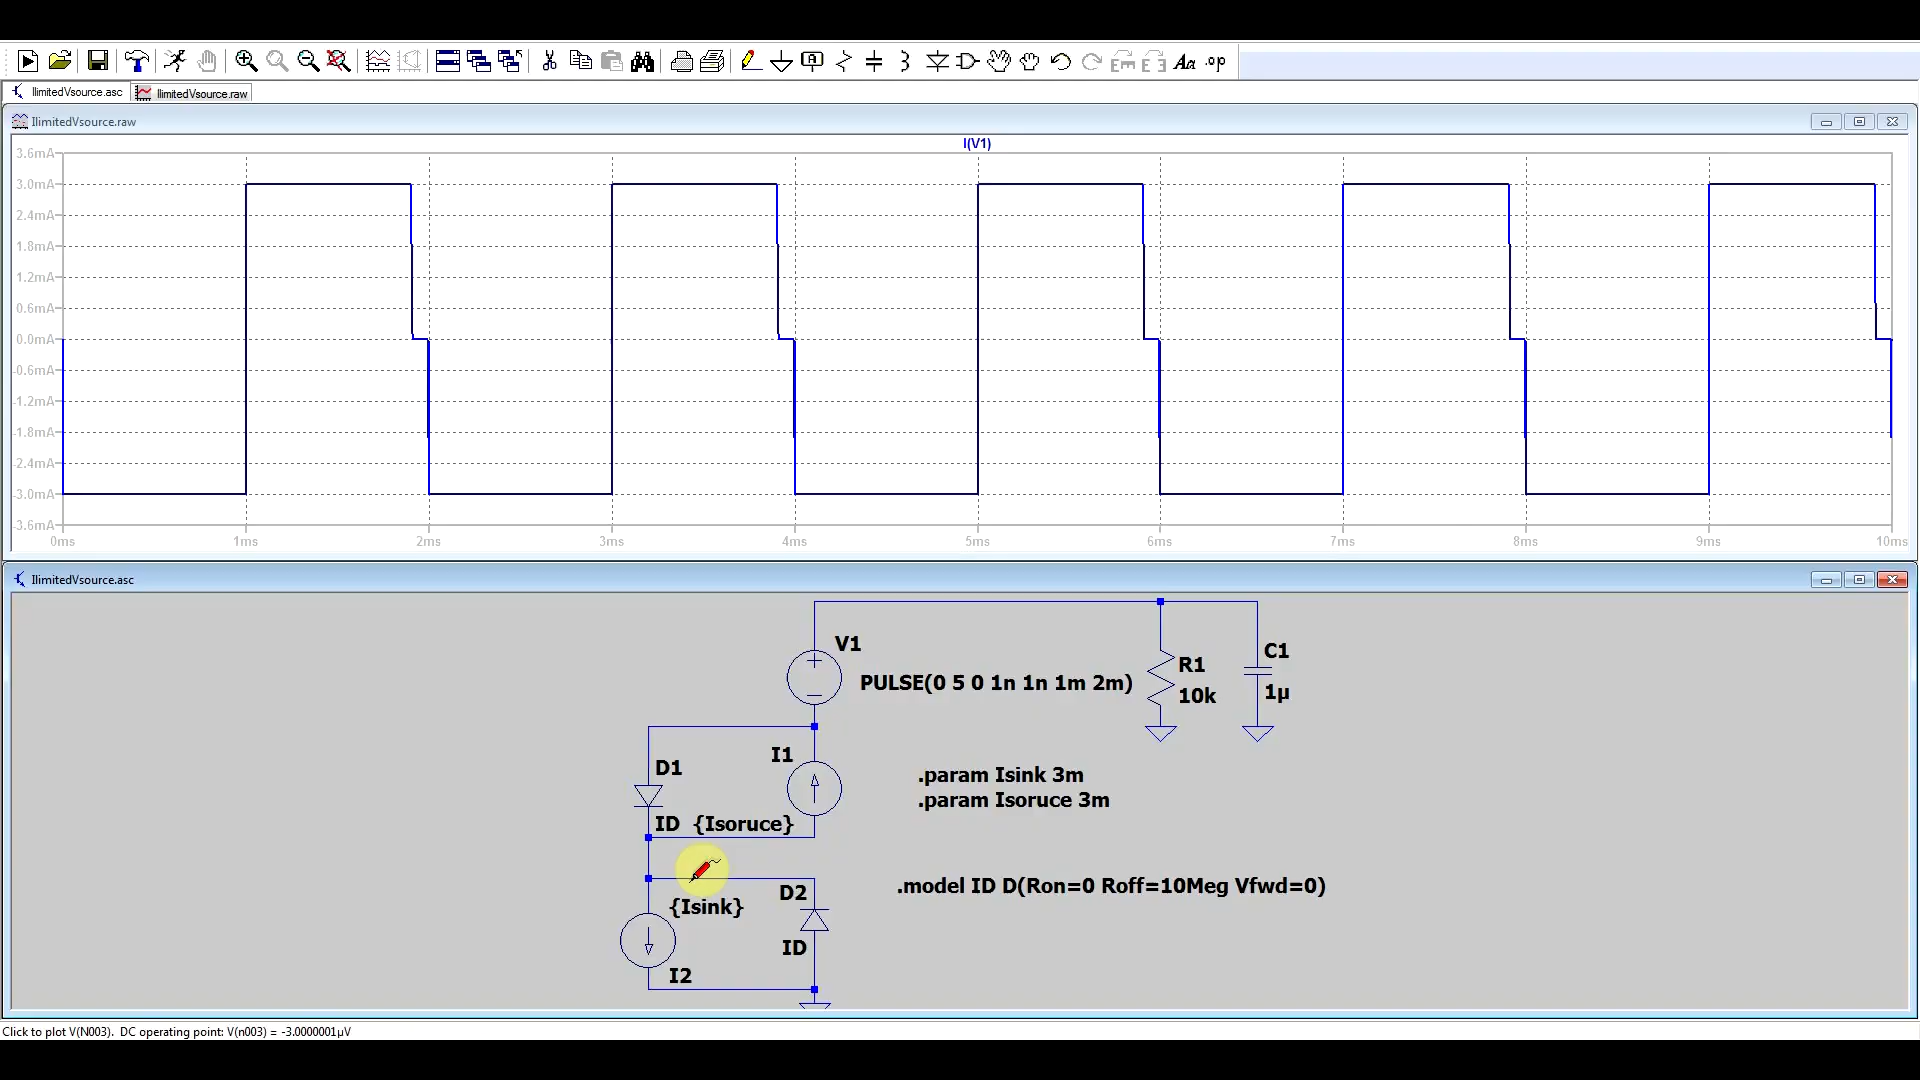 IlimitedVsource.asc
IlimitedVsource.raw
IlimitedVsource.raw
I(V1)
3.6mA
3.0mA
2.4mA
1.8mA
1.2mA
0.6mA
0.0mA
-0.6mA
-1.2mA
-1.8mA
-2.4mA
-3.0mA
-3.6mA
0ms 1ms 2ms 3ms 4ms 5ms 6ms 7ms 8ms 9ms 10ms
IlimitedVsource.asc
V1
PULSE(0 5 0 1n 1n 1m 2m)
R1
10k
C1
1µ
I1
D1
ID {Isoruce}
.param Isink 3m
.param Isoruce 3m
D2
{Isink}
ID
I2
.model ID D(Ron=0 Roff=10Meg Vfwd=0)
Click to plot V(N003). DC operating point: V(n003) = -3.0000001µV